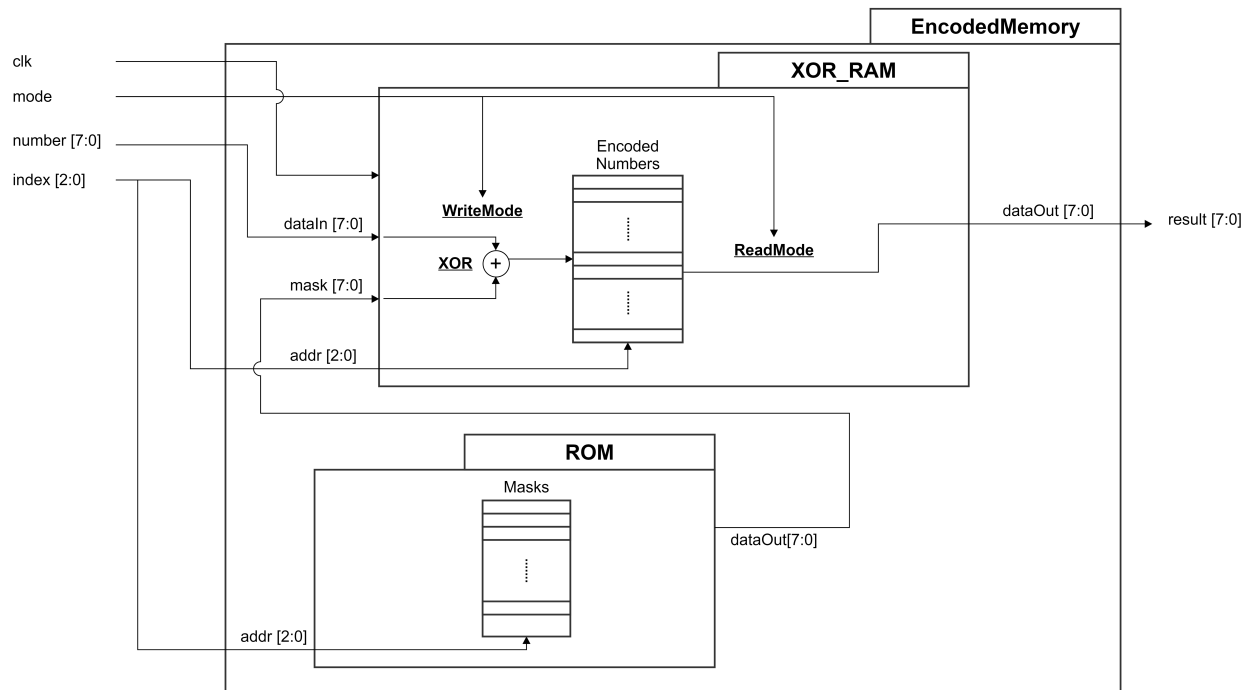 EncodedMemory
XOR_RAM
clk
mode
number [7:0]
index [2:0]
Encoded
Numbers
WriteMode
dataIn [7:0]
XOR
+
ReadMode
dataOut [7:0]
result [7:0]
mask [7:0]
addr [2:0]
ROM
Masks
dataOut[7:0]
addr [2:0]